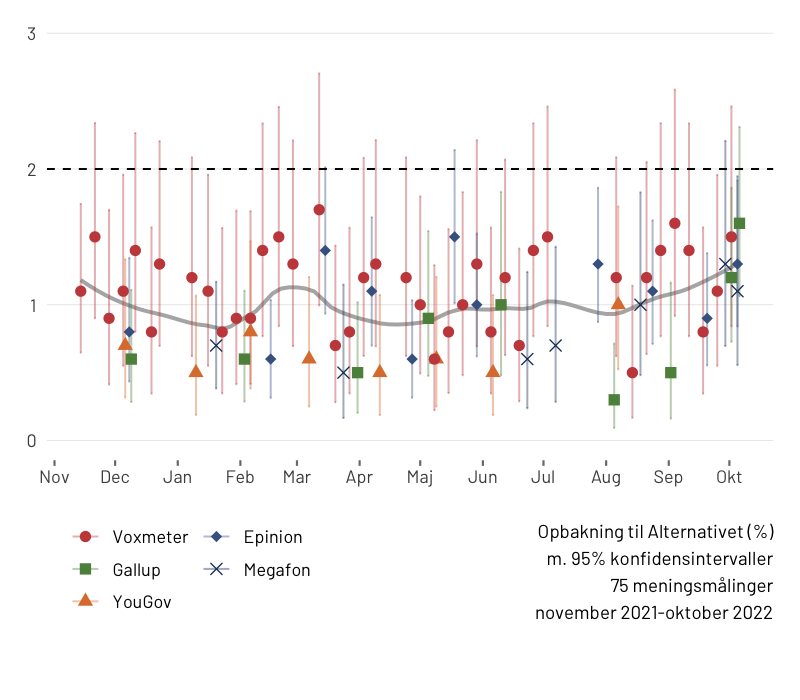 3
2
1
0
Nov Dec Jan Feb Mar Apr Maj Jun Jul Aug Sep Okt
Voxmeter Epinion
Gallup Megafon
YouGov
Opbakning til Alternativet (%)
m. 95% konfidensintervaller
75 meningsmålinger
november 2021-oktober 2022